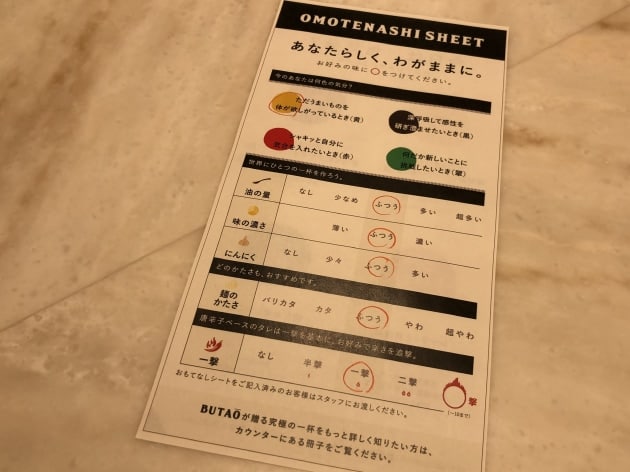 OMOTENASHI SHEET
あなたらしく、わがままに。
お好みの味に○をつけてください。
今のあなたは何色の気分?
ただうまいものを
体が欲しがっているとき(黄)
深呼吸して感性を
研ぎ澄ませたいとき(黒)
シャキッと自分に
気合を入れたいとき(赤)
何だか新しいことに
挑戦したいとき(翠)
世界にひとつの一杯を作ろう。
油の量 なし 少なめ ふつう 多い 超多い
味の濃さ 薄い ふつう 濃い
にんにく なし 少々 ふつう 多い
どのかたさも、おすすめです。
麺の
かたさ バリカタ カタ ふつう やわ 超やわ
唐辛子ベースのタレは一撃を基本に、お好みで辛さを追撃。
一撃 なし 半撃 一撃 二撃 撃
(〜10まで)
おもてなしシートをご記入済みのお客様はスタッフにお渡しください。
BUTAOが贈る究極の一杯をもっと詳しく知りたい方は、
カウンターにある冊子をご覧ください。